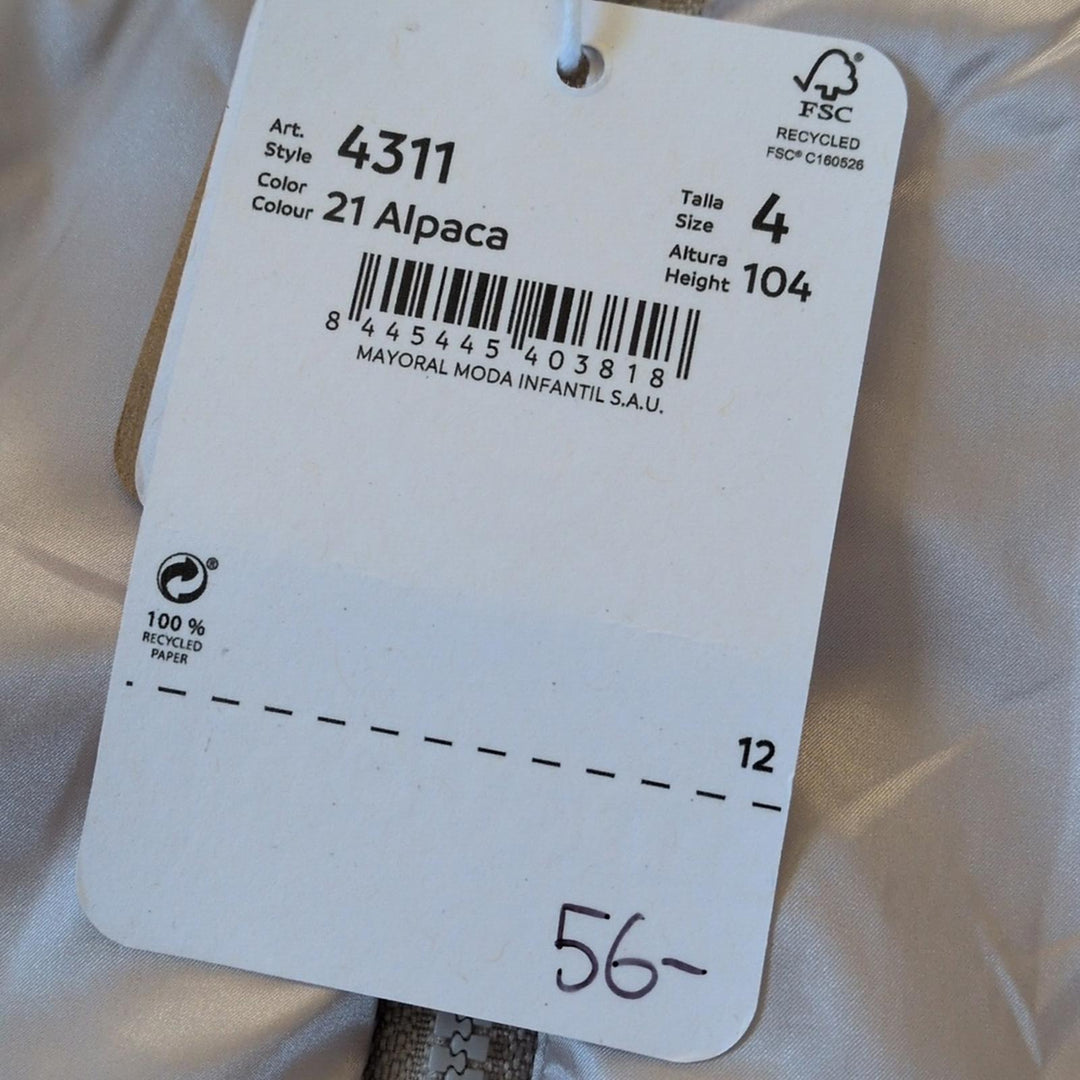 FSC®
RECYCLED
FSC® C160526
Art.
Style 4311
Color
Colour 21 Alpaca
Talla
Size 4
Altura
Height 104
8 445445 403818
MAYORAL MODA INFANTIL S.A.U.
®
100 %
RECYCLED
PAPER
12
56-